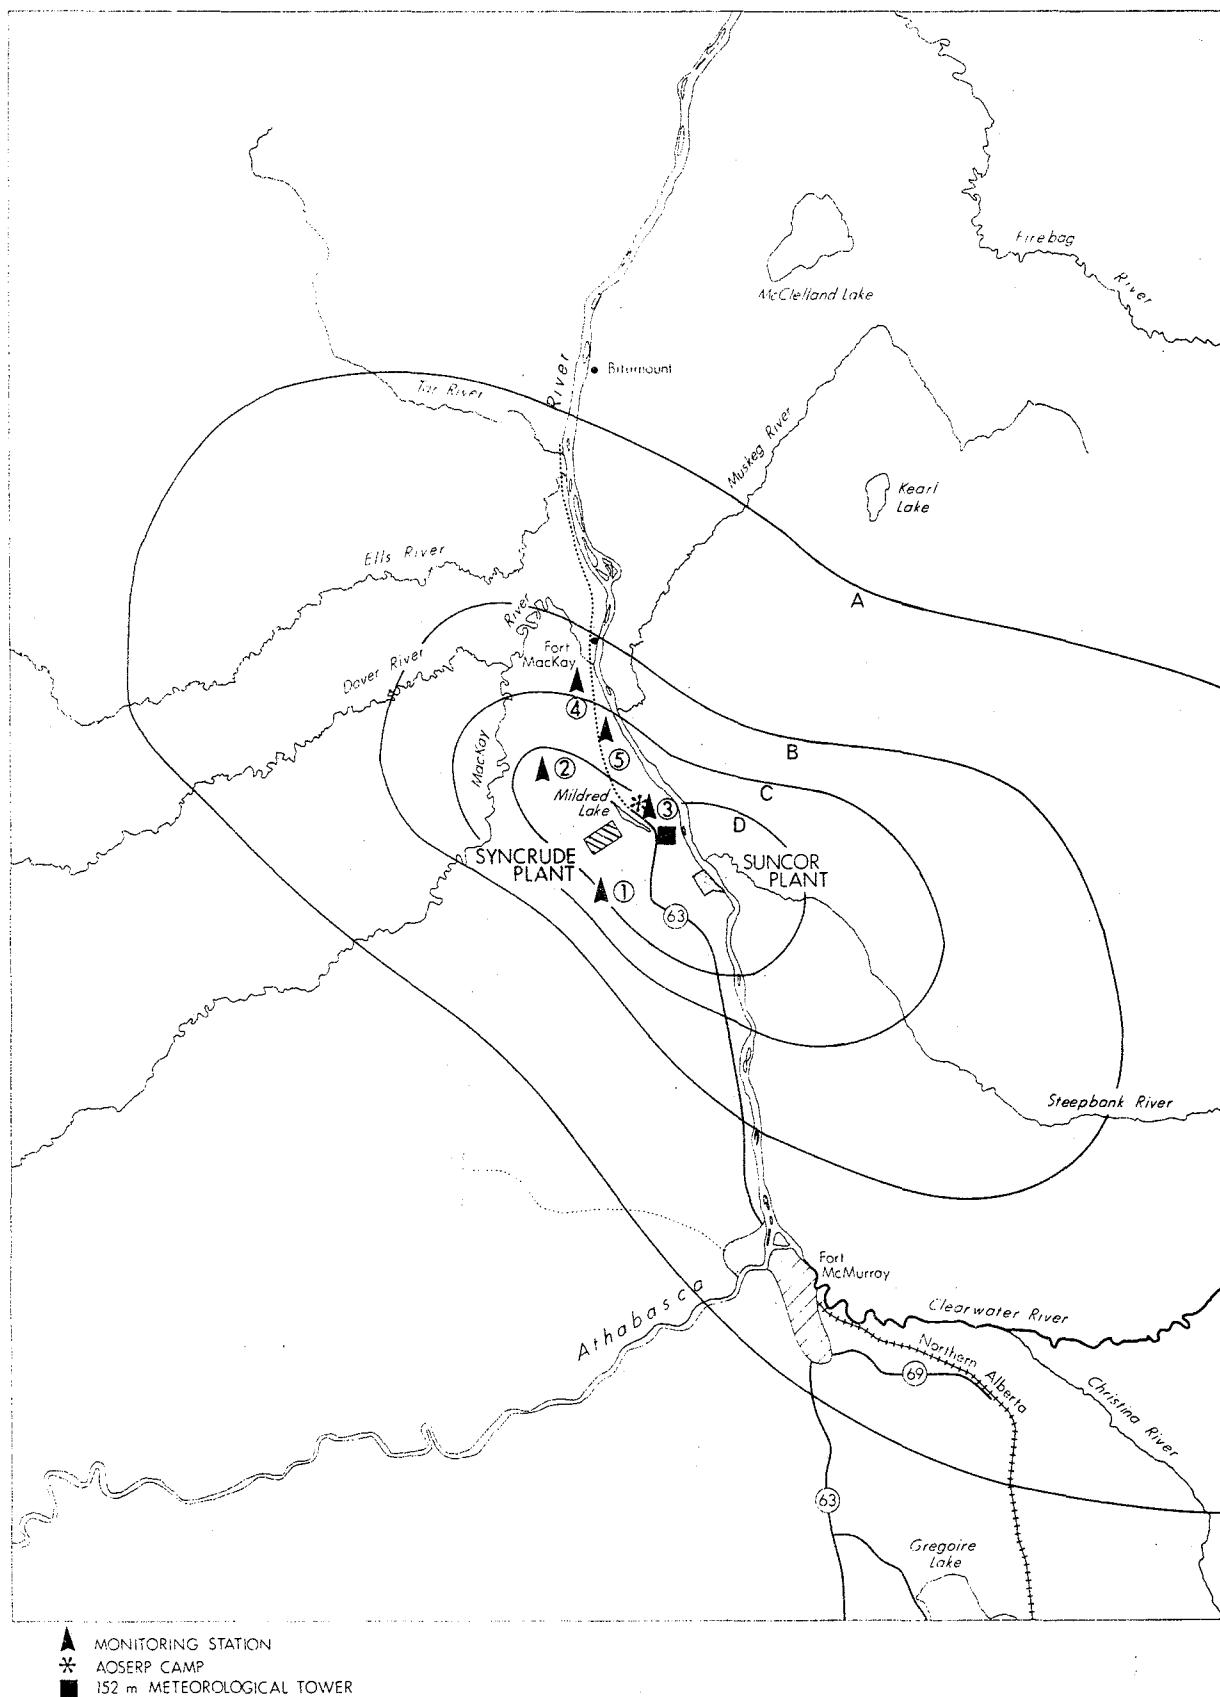 Firebag
River
McClelland Lake
River
Bitumount
Tar River
Muskeg River
Kearl
Lake
Ells River
A
River
Fort
MacKay
Dover River
4
B
MacKay
5
2
C
Mildred
Lake
3
D
SYNCRUDE
PLANT
SUNCOR
PLANT
1
63
Steepbank River
Fort
McMurray
Athabasca
Clearwater River
Northern Alberta
69
Christina River
63
Gregoire
Lake
MONITORING STATION
AOSERP CAMP
152 m METEOROLOGICAL TOWER